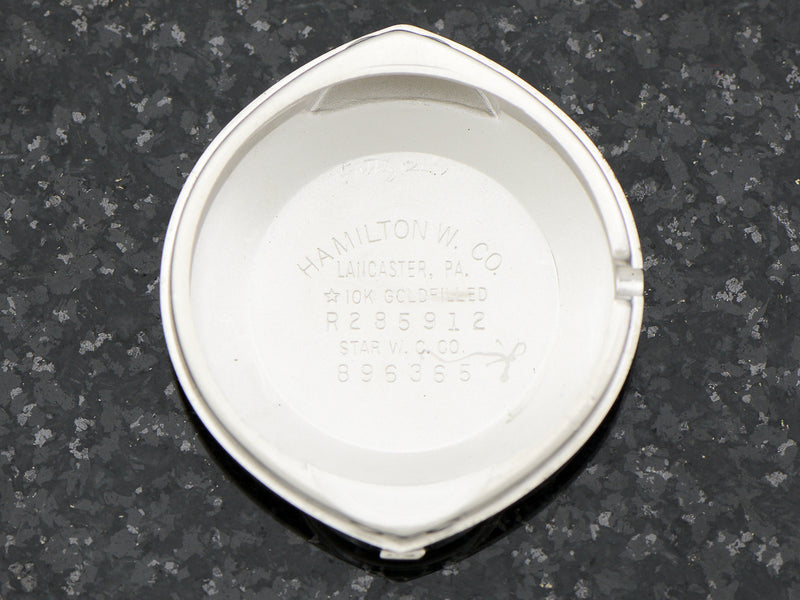 HAMILTON W. CO.
LANCASTER, PA.
☆ 10K GOLDFILLED
R285912
STAR W. C. CO.
896365